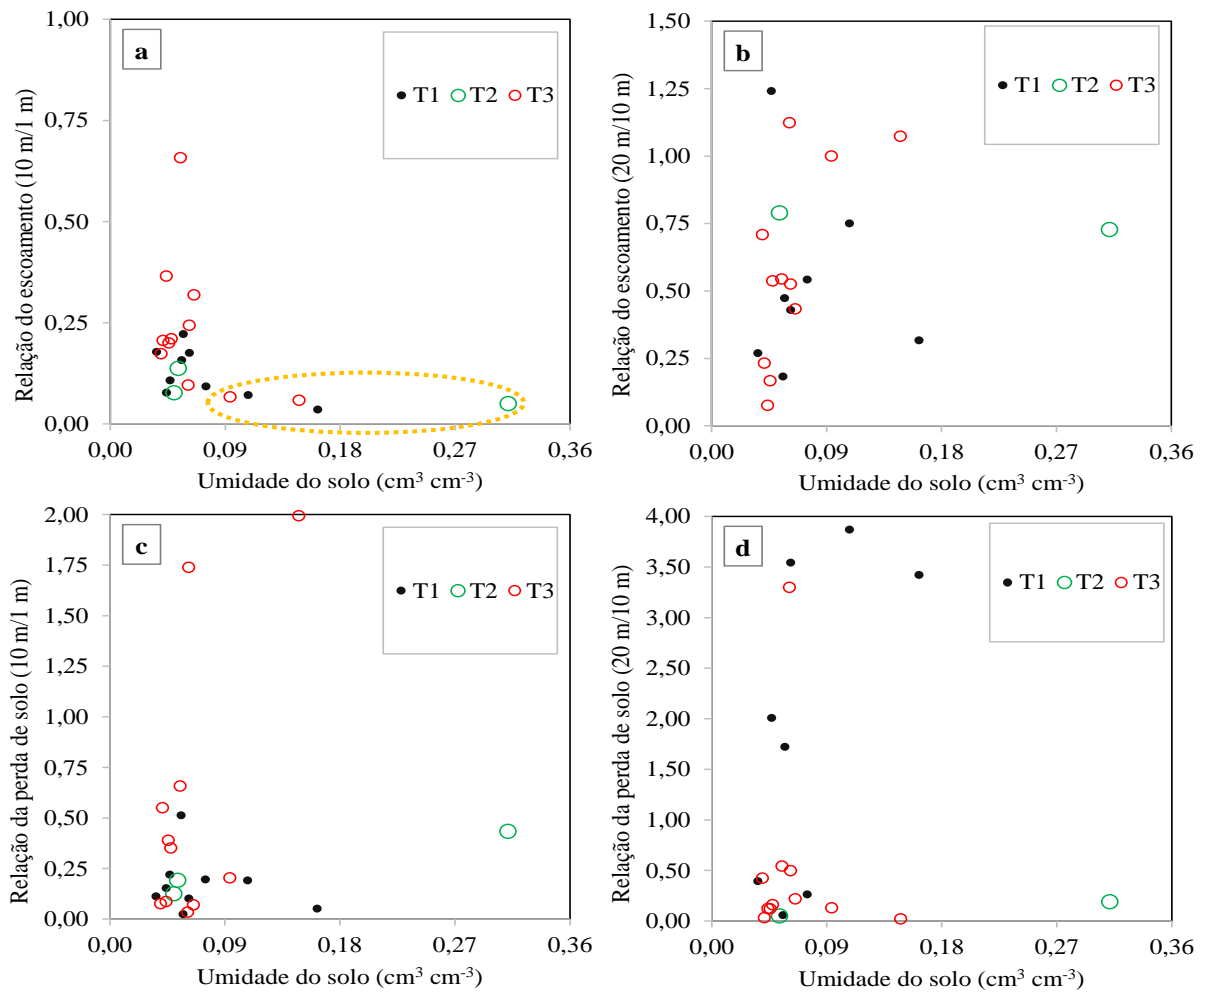 a
T1 T2 T3
1,00
0,75
0,50
0,25
0,00
0,00 0,09 0,18 0,27 0,36
Relação do escoamento (10 m/1 m)
Umidade do solo (cm³ cm⁻³)
b
T1 T2 T3
1,50
1,25
1,00
0,75
0,50
0,25
0,00
0,00 0,09 0,18 0,27 0,36
Relação do escoamento (20 m/10 m)
Umidade do solo (cm³ cm⁻³)
c
T1 T2 T3
2,00
1,75
1,50
1,25
1,00
0,75
0,50
0,25
0,00
0,00 0,09 0,18 0,27 0,36
Relação da perda de solo (10 m/1 m)
Umidade do solo (cm³ cm⁻³)
d
T1 T2 T3
4,00
3,50
3,00
2,50
2,00
1,50
1,00
0,50
0,00
0,00 0,09 0,18 0,27 0,36
Relação da perda de solo (20 m/10 m)
Umidade do solo (cm³ cm⁻³)